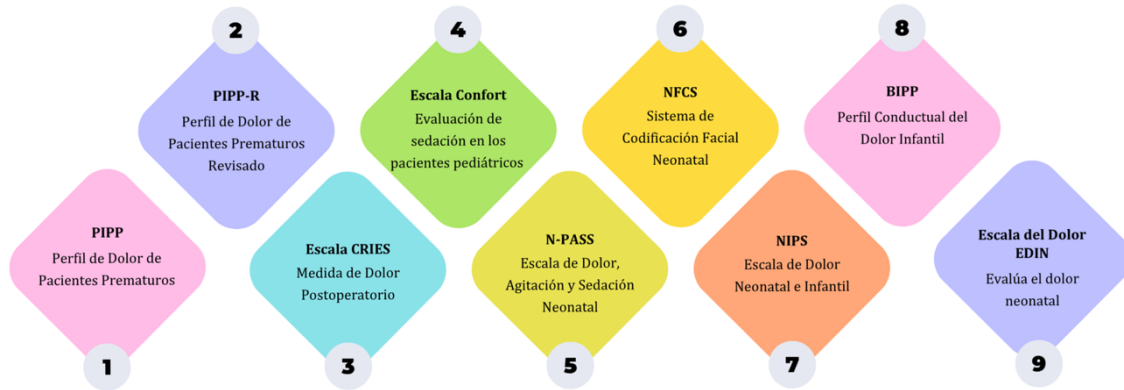 1
PIPP
Perfil de Dolor de
Pacientes Prematuros
2
PIPP-R
Perfil de Dolor de
Pacientes Prematuros
Revisado
3
Escala CRIES
Medida de Dolor
Postoperatorio
4
Escala Confort
Evaluación de
sedación en los
pacientes pediátricos
5
N-PASS
Escala de Dolor,
Agitación y Sedación
Neonatal
6
NFCS
Sistema de
Codificación Facial
Neonatal
7
NIPS
Escala de Dolor
Neonatal e Infantil
8
BIPP
Perfil Conductual del
Dolor Infantil
9
Escala del Dolor
EDIN
Evalúa el dolor
neonatal